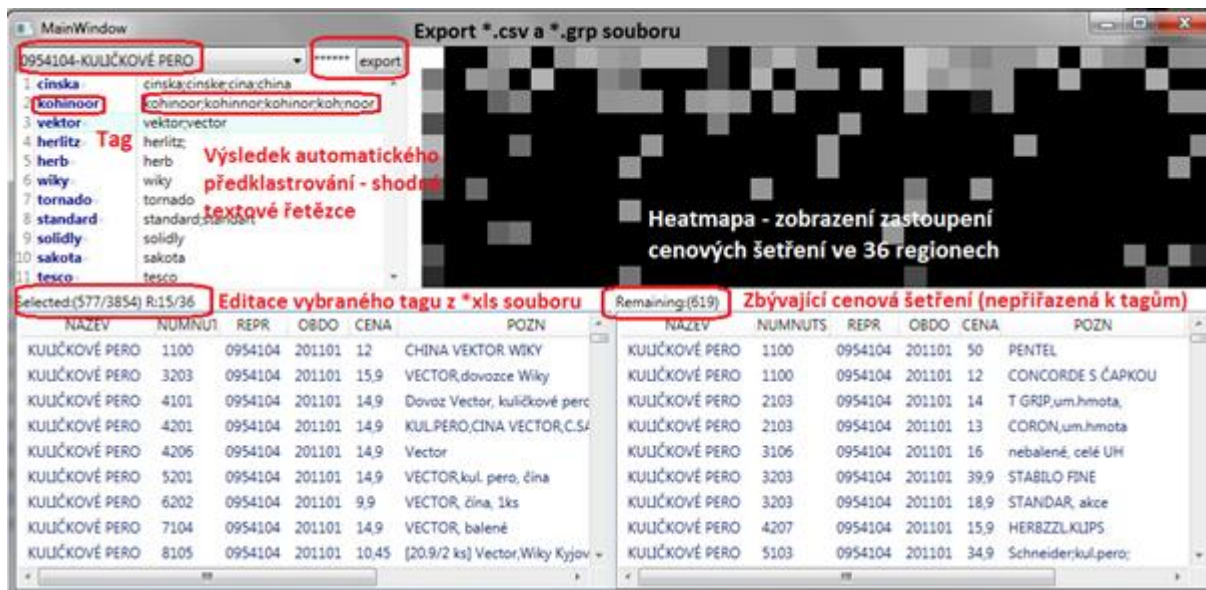 MainWindow
Export *.csv a *.grp souboru
0954104-KULIČKOVÉ PERO
****** export
1 cinska cinska;cinske;cina;china
2 kohinoor kohinoor;kohinnor;kohinor;koh;noor
3 vektor vektor;vector
Tag
4 herlitz herlitz;
5 herb herb
6 wiky wiky
7 tornado tornado
8 standard standard;standart
9 solidly solidly
10 sakota sakota
11 tesco tesco
Výsledek automatického
předklastrování - shodné
textové řetězce
Heatmapa - zobrazení zastoupení
cenových šetření ve 36 regionech
Selected:(577/3854) R:15/36
Editace vybraného tagu z *xls souboru
NÁZEV NUMNUT REPR OBDO CENA POZN
KULIČKOVÉ PERO 1100 0954104 201101 12 CHINA VEKTOR WIKY
KULIČKOVÉ PERO 3203 0954104 201101 15,9 VECTOR,dovozce Wiky
KULIČKOVÉ PERO 4101 0954104 201101 14,9 Dovoz Vector, kuličkové perc
KULIČKOVÉ PERO 4201 0954104 201101 14,9 KUL.PERO,CINA VECTOR,C.SA
KULIČKOVÉ PERO 4206 0954104 201101 14,9 Vector
KULIČKOVÉ PERO 5201 0954104 201101 14,9 VECTOR,kul. pero, čína
KULIČKOVÉ PERO 6202 0954104 201101 9,9 VECTOR, čína, 1ks
KULIČKOVÉ PERO 7104 0954104 201101 14,9 VECTOR, balené
KULIČKOVÉ PERO 8105 0954104 201101 10,45 [20.9/2 ks] Vector,Wiky Kyjov
Remaining:(619)
Zbývající cenová šetření (nepřiřazená k tagům)
NÁZEV NUMNUTS REPR OBDO CENA POZN
KULIČKOVÉ PERO 1100 0954104 201101 50 PENTEL
KULIČKOVÉ PERO 1100 0954104 201101 12 CONCORDE S ČAPKOU
KULIČKOVÉ PERO 2103 0954104 201101 14 T GRIP,um.hmota,
KULIČKOVÉ PERO 2103 0954104 201101 13 CORON,um.hmota
KULIČKOVÉ PERO 3106 0954104 201101 16 nebalené, celé UH
KULIČKOVÉ PERO 3203 0954104 201101 39,9 STABILO FINE
KULIČKOVÉ PERO 3203 0954104 201101 18,9 STANDAR, akce
KULIČKOVÉ PERO 4207 0954104 201101 15,9 HERBZZI,KLIPS
KULIČKOVÉ PERO 5103 0954104 201101 34,9 Schneider;kul.pero;